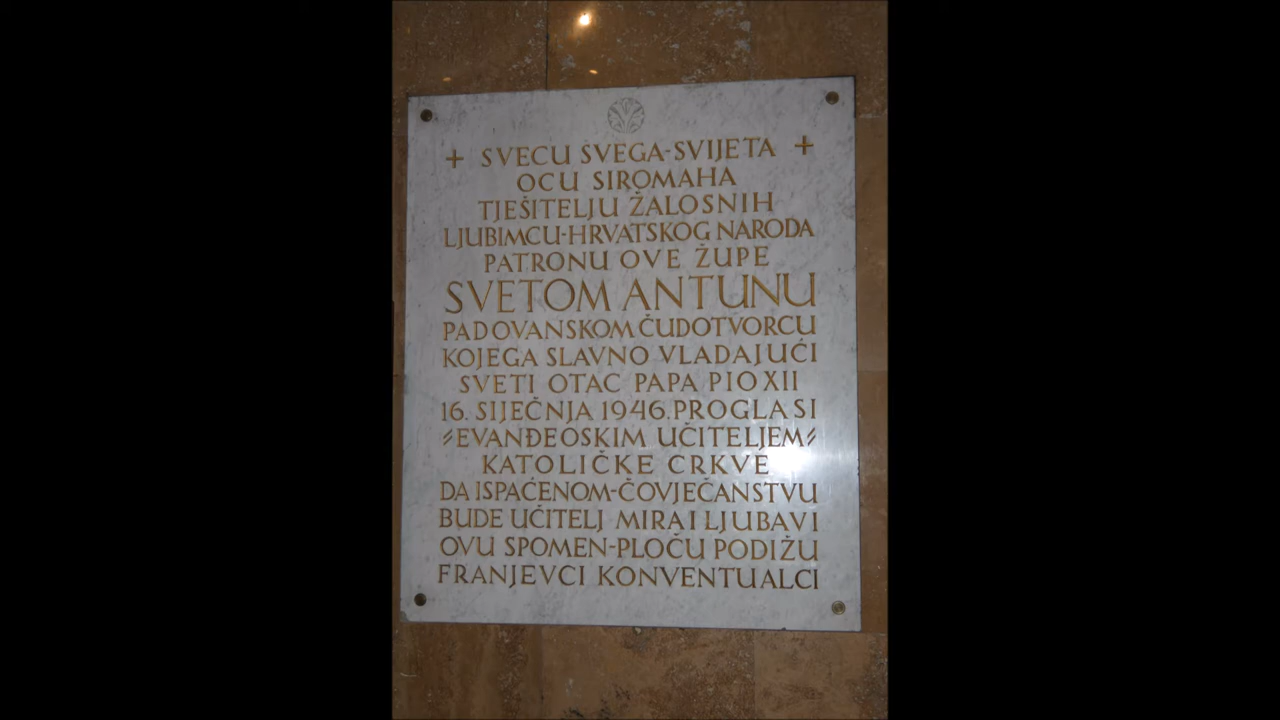 + SVECU SVEGA-SVIJETA +
OCU SIROMAHA
TJEŠITELJU ŽALOSNIH
LJUBIMCU-HRVATSKOG NARODA
PATRONU OVE ŽUPE
SVETOM ANTUNU
PADOVANSKOM ČUDOTVORCU
KOJEGA SLAVNO VLADAJUĆI
SVETI OTAC PAPA PIO XII
16. SIJEČNJA 1946. PROGLASI
"EVANĐEOSKIM UČITELJEM"
KATOLIČKE CRKVE
DA ISPAĆENOM-ČOVJEČANSTVU
BUDE UČITELJ MIRA I LJUBAVI
OVU SPOMEN-PLOČU PODIŽU
FRANJEVCI KONVENTUALCI